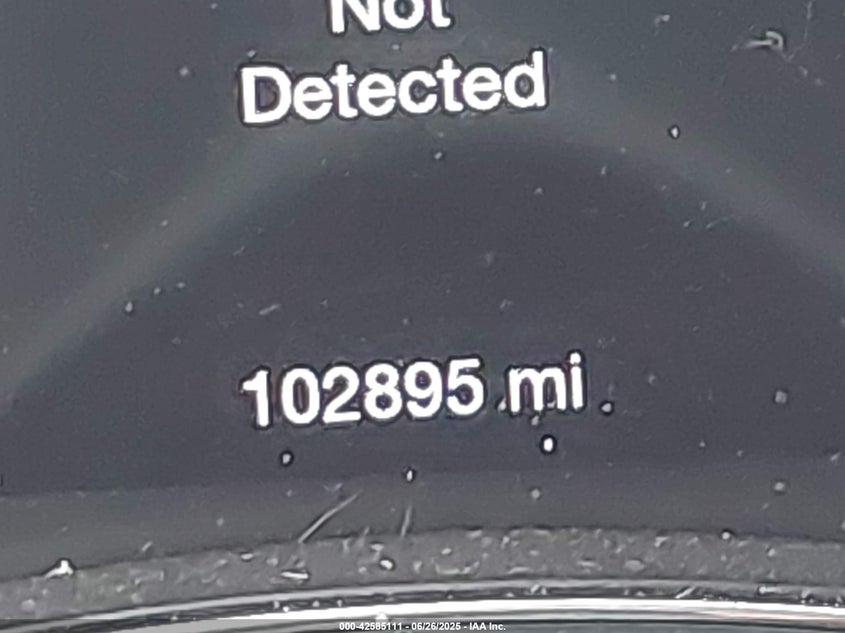 Not
Detected
102895 mi
000-42585111 - 06/26/2025 - IAA Inc.